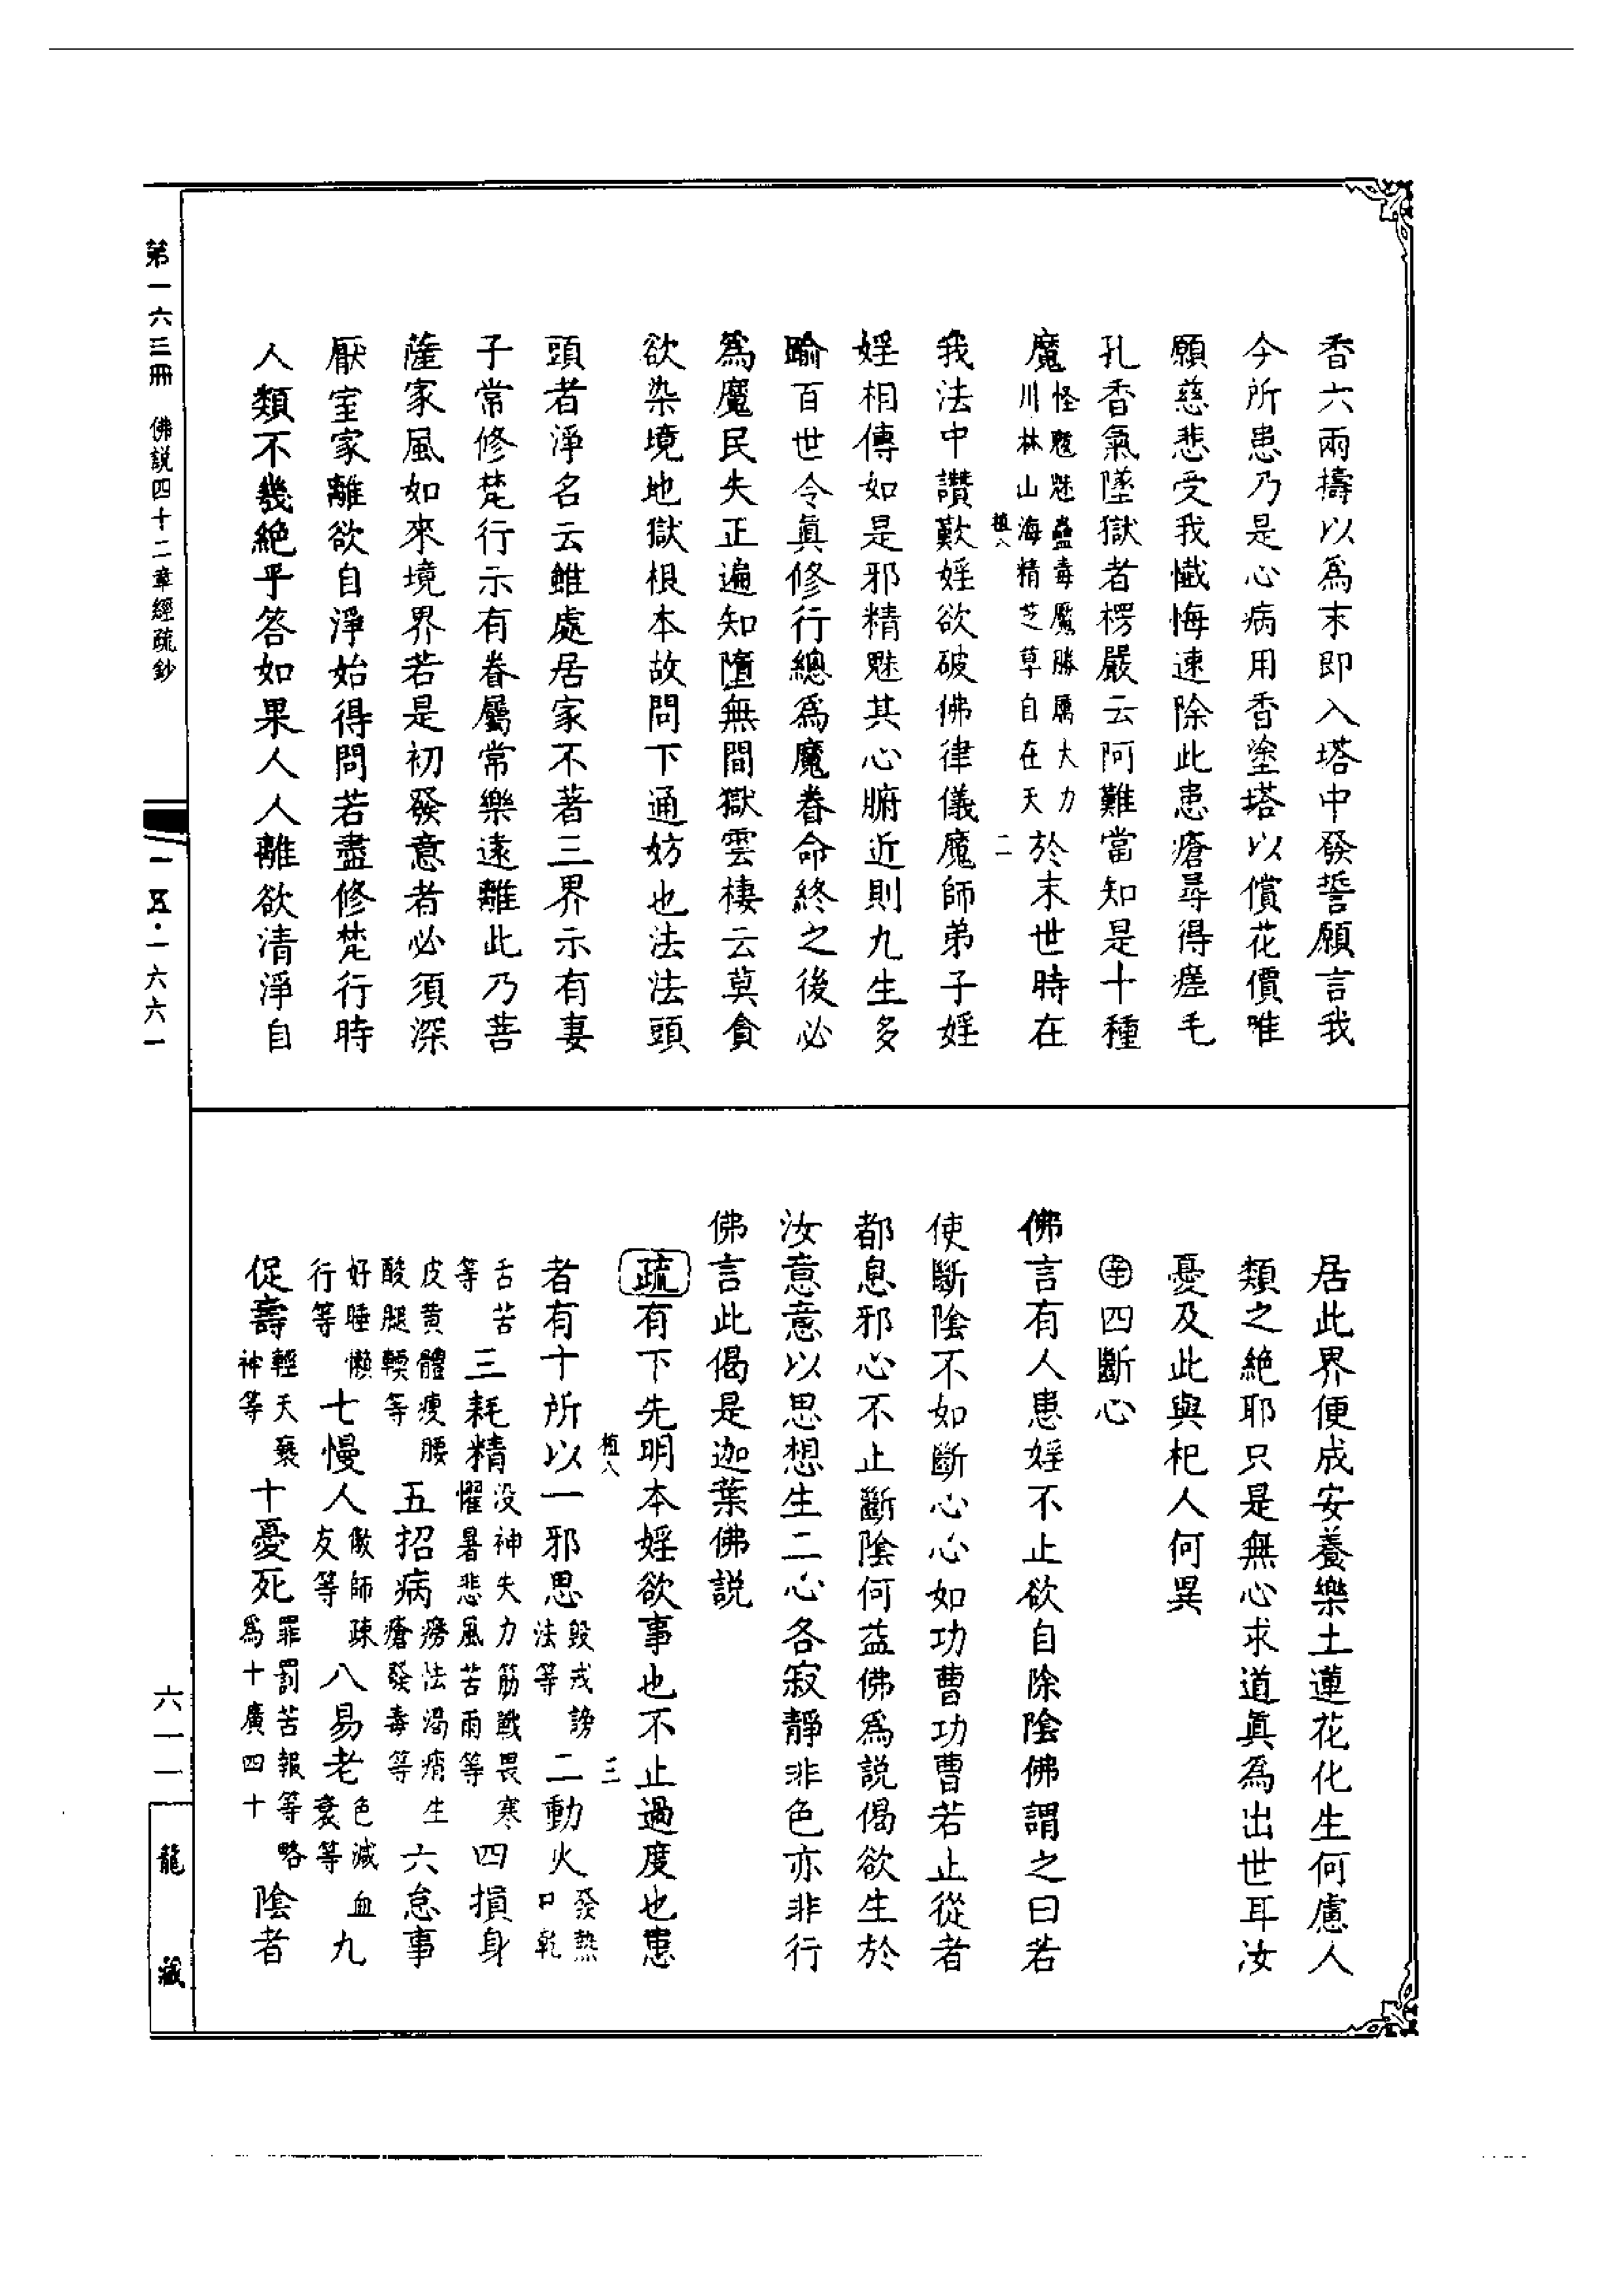 香六兩擣以為末即入塔中發誓願言我
今所患乃是心病用香塗塔以償花價唯
願慈悲受我懺悔速除此患瘡尋得瘥毛
孔香氣墜獄者楞嚴云阿難當知是十種
魔怪魃魅蠱毒魘勝厲大力川林山海精芝草自在天於末世時在
植八 二
我法中讚歎婬欲破佛律儀魔師弟子婬
婬相傳如是邪精魅其心腑近則九生多
踰百世令眞修行總為魔眷命終之後必
為魔民失正遍知墮無間獄雲棲云莫貪
欲染境地獄根本故問下通妨也法法頭
頭者淨名云雖處居家不著三界示有妻
子常修梵行示有眷屬常樂遠離此乃菩
薩家風如來境界若是初發意者必須深
厭室家離欲自淨始得問若盡修梵行時
人類不幾絕乎答如果人人離欲清淨自
居此界便成安養樂土蓮花化生何慮人
類之絕耶只是無心求道眞為出世耳汝
憂及此與杞人何異
辛四斷心
佛言有人患婬不止欲自除陰佛謂之曰若
使斷陰不如斷心心如功曹功曹若止從者
都息邪心不止斷陰何益佛為説偈欲生於
汝意意以思想生二心各寂靜非色亦非行
佛言此偈是迦葉佛説
疏有下先明本婬欲事也不止過度也患
植八 三
者有十所以一邪思毀戒謗法等二動火發熱口乾
舌苦等三耗精没神失力筋戰畏寒懼暑悲風苦雨等四損身
皮黄體瘦腰酸腿輭等五招病癆法渴痟生瘡發毒等六怠事
好睡懶行等七慢人傲師疎友等八易老色減血衰等九
促壽輕天褻神等十憂死罪罰苦報等略為十廣四十陰者
第一六三冊 佛説四十二章經疏鈔
一五·一六六一
六一一
龍藏